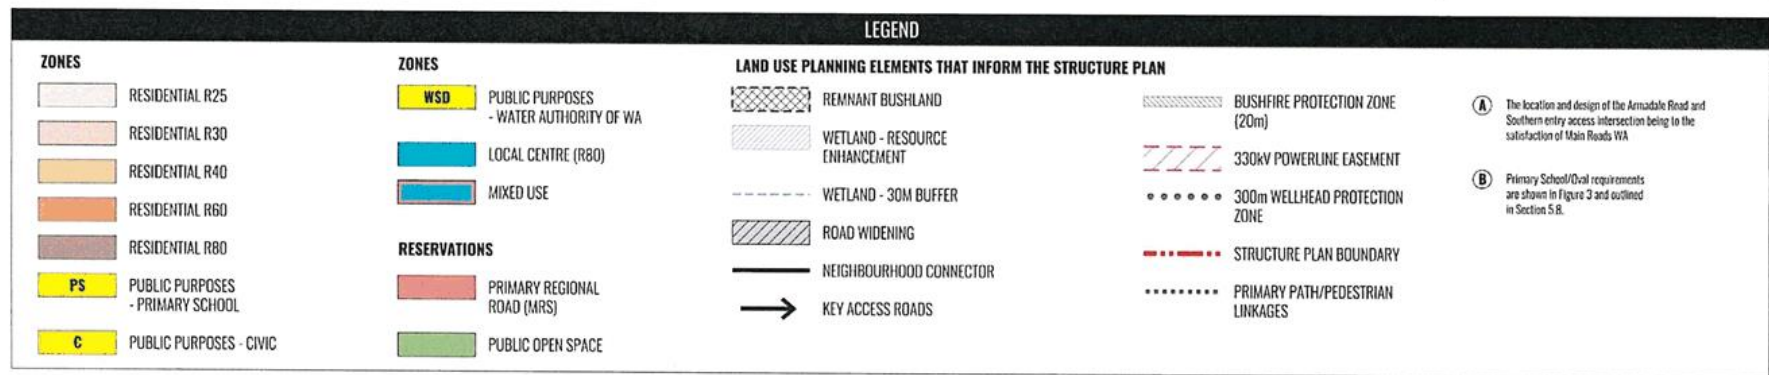 LEGEND
ZONES
RESIDENTIAL R25
RESIDENTIAL R30
RESIDENTIAL R40
RESIDENTIAL R60
RESIDENTIAL R80
PS
PUBLIC PURPOSES
- PRIMARY SCHOOL
C
PUBLIC PURPOSES - CIVIC
ZONES
WSD
PUBLIC PURPOSES
- WATER AUTHORITY OF WA
LOCAL CENTRE (R80)
MIXED USE
RESERVATIONS
PRIMARY REGIONAL
ROAD (MRS)
PUBLIC OPEN SPACE
LAND USE PLANNING ELEMENTS THAT INFORM THE STRUCTURE PLAN
REMNANT BUSHLAND
WETLAND - RESOURCE
ENHANCEMENT
WETLAND - 30M BUFFER
ROAD WIDENING
NEIGHBOURHOOD CONNECTOR
KEY ACCESS ROADS
BUSHFIRE PROTECTION ZONE
(20m)
330kV POWERLINE EASEMENT
300m WELLHEAD PROTECTION
ZONE
STRUCTURE PLAN BOUNDARY
PRIMARY PATH/PEDESTRIAN
LINKAGES
A
The location and design of the Armadale Road and
Southern entry access intersection being to the
satisfaction of Main Roads WA
B
Primary School/Oval requirements
are shown in Figure 3 and outlined
in Section 5.8.